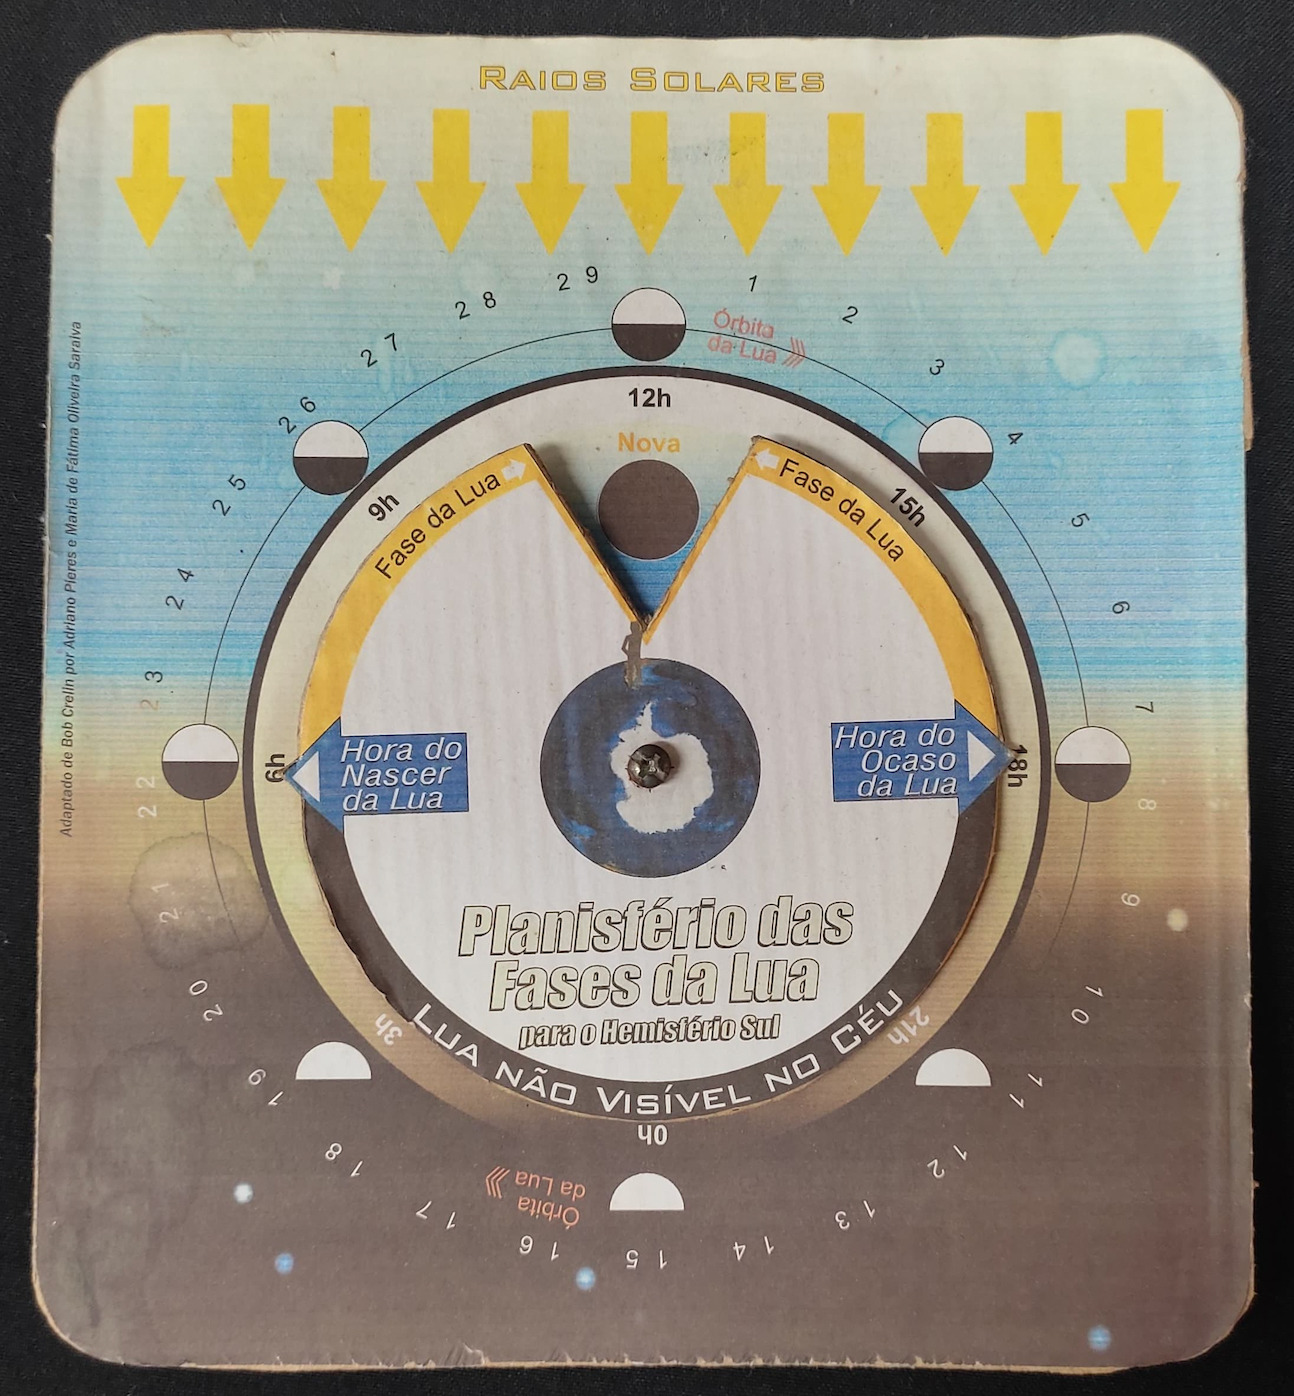 RAIOS SOLARES
29
1
28
2
Órbita
da Lua
27
3
26
4
12h
Nova
25
9h
Fase da Lua
Fase da Lua
15h
5
24
6
23
7
Adaptado de Bob Crelin por Adriano Pieres e Maria de Fátima Oliveira Saraiva
6h
Hora do
Nascer
da Lua
Hora do
Ocaso
da Lua
18h
22
8
21
9
Planisfério das
Fases da Lua
para o Hemisfério Sul
20
10
3h
LUA NÃO VISÍVEL NO CÉU
21h
19
11
0h
18
12
Órbita
da Lua
17
13
16
15
14